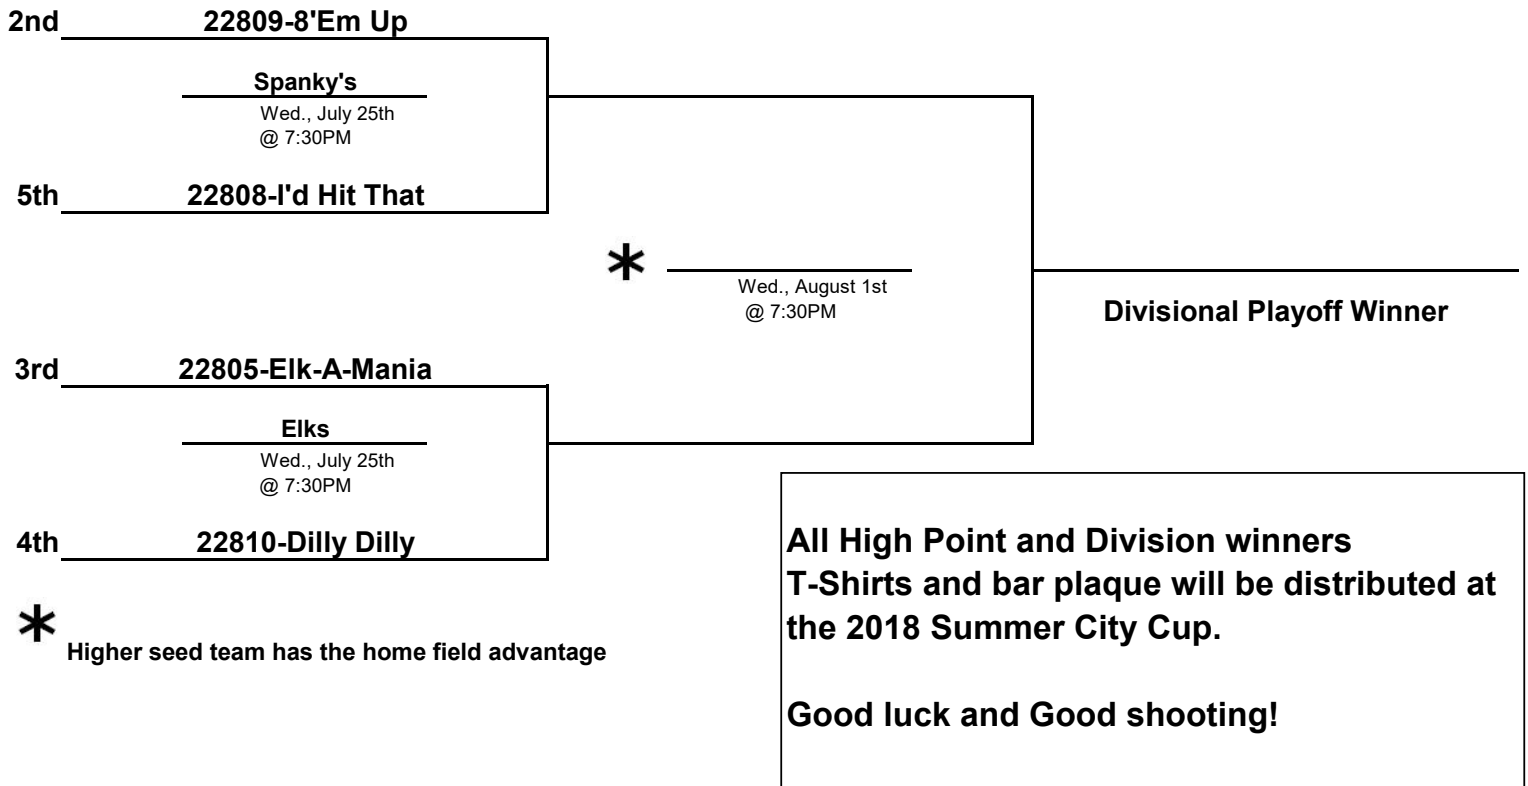 2nd 22809-8'Em Up
Spanky's
Wed., July 25th
@ 7:30PM
5th 22808-I'd Hit That
*
Wed., August 1st
@ 7:30PM
Divisional Playoff Winner
3rd 22805-Elk-A-Mania
Elks
Wed., July 25th
@ 7:30PM
4th 22810-Dilly Dilly
* Higher seed team has the home field advantage
All High Point and Division winners
T-Shirts and bar plaque will be distributed at
the 2018 Summer City Cup.
Good luck and Good shooting!